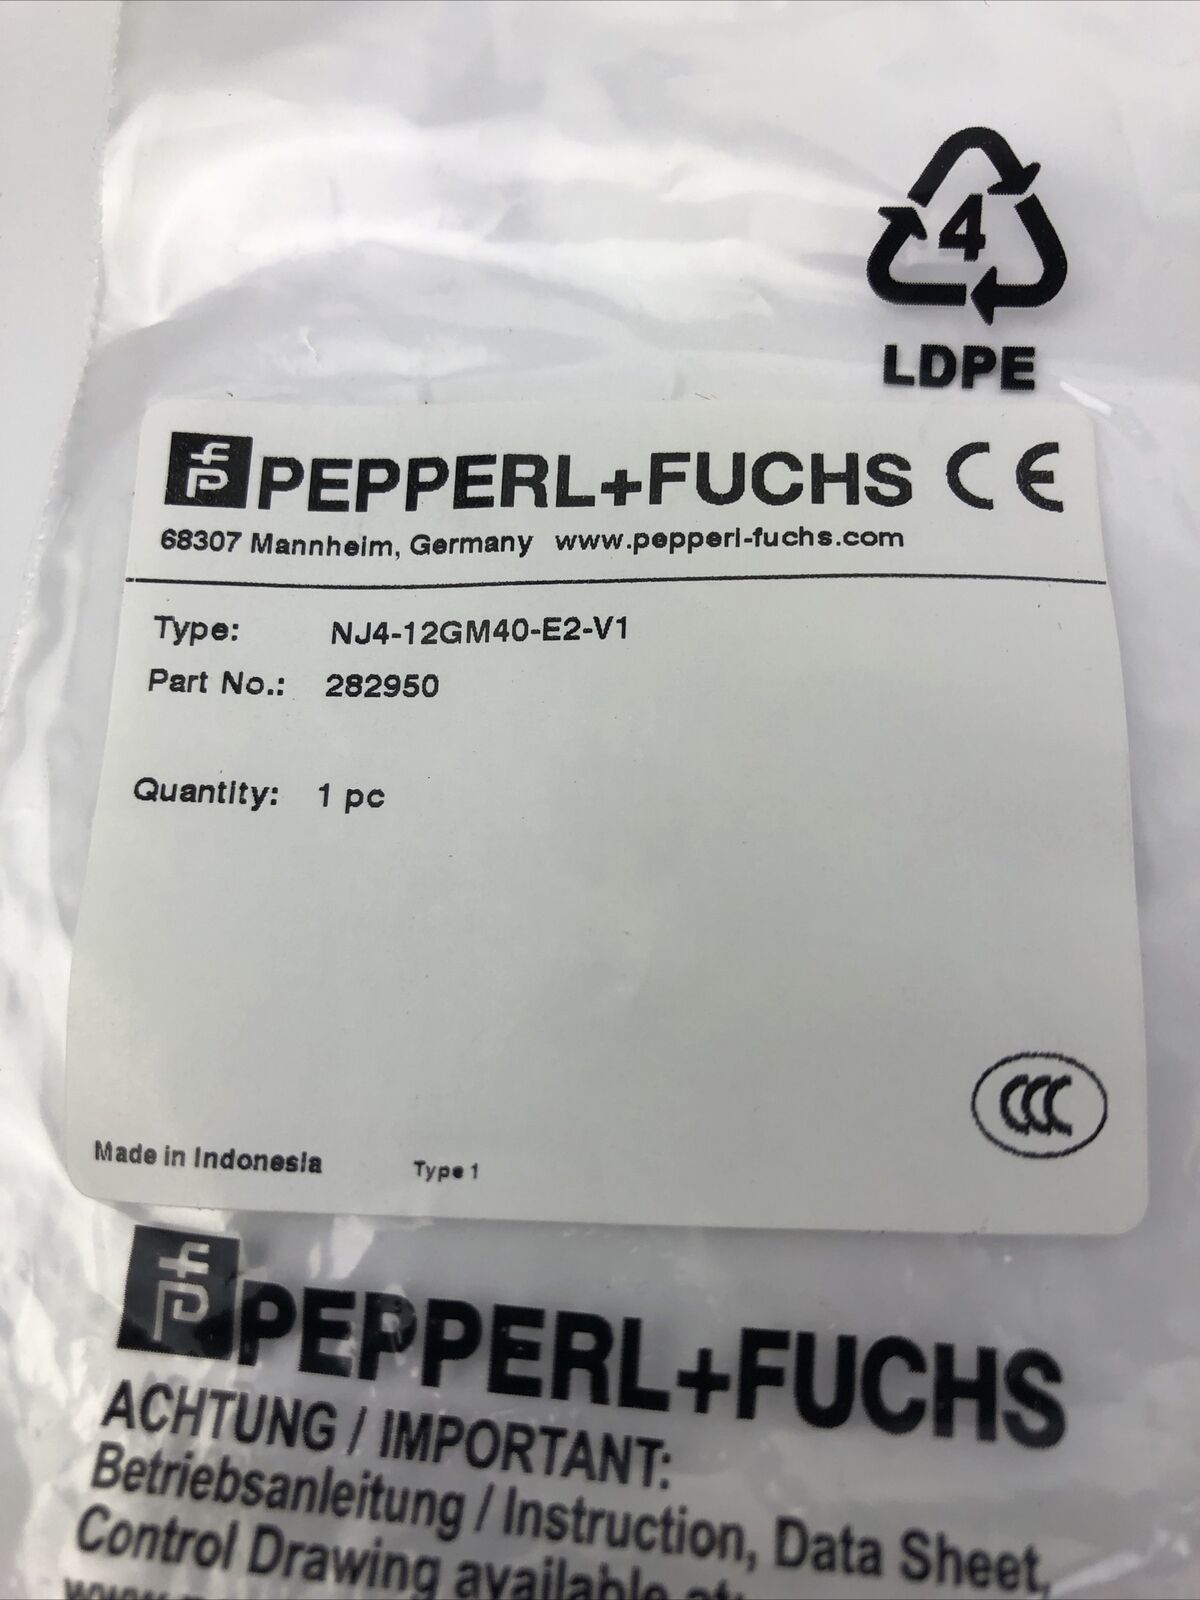 4
LDPE
PEPPERL+FUCHS CE
68307 Mannheim, Germany www.pepperl-fuchs.com
Type: NJ4-12GM40-E2-V1
Part No.: 282950
Quantity: 1 pc
CCC
Made in Indonesia Type 1
PEPPERL+FUCHS
ACHTUNG / IMPORTANT:
Betriebsanleitung / Instruction, Data Sheet,
Control Drawing available at: